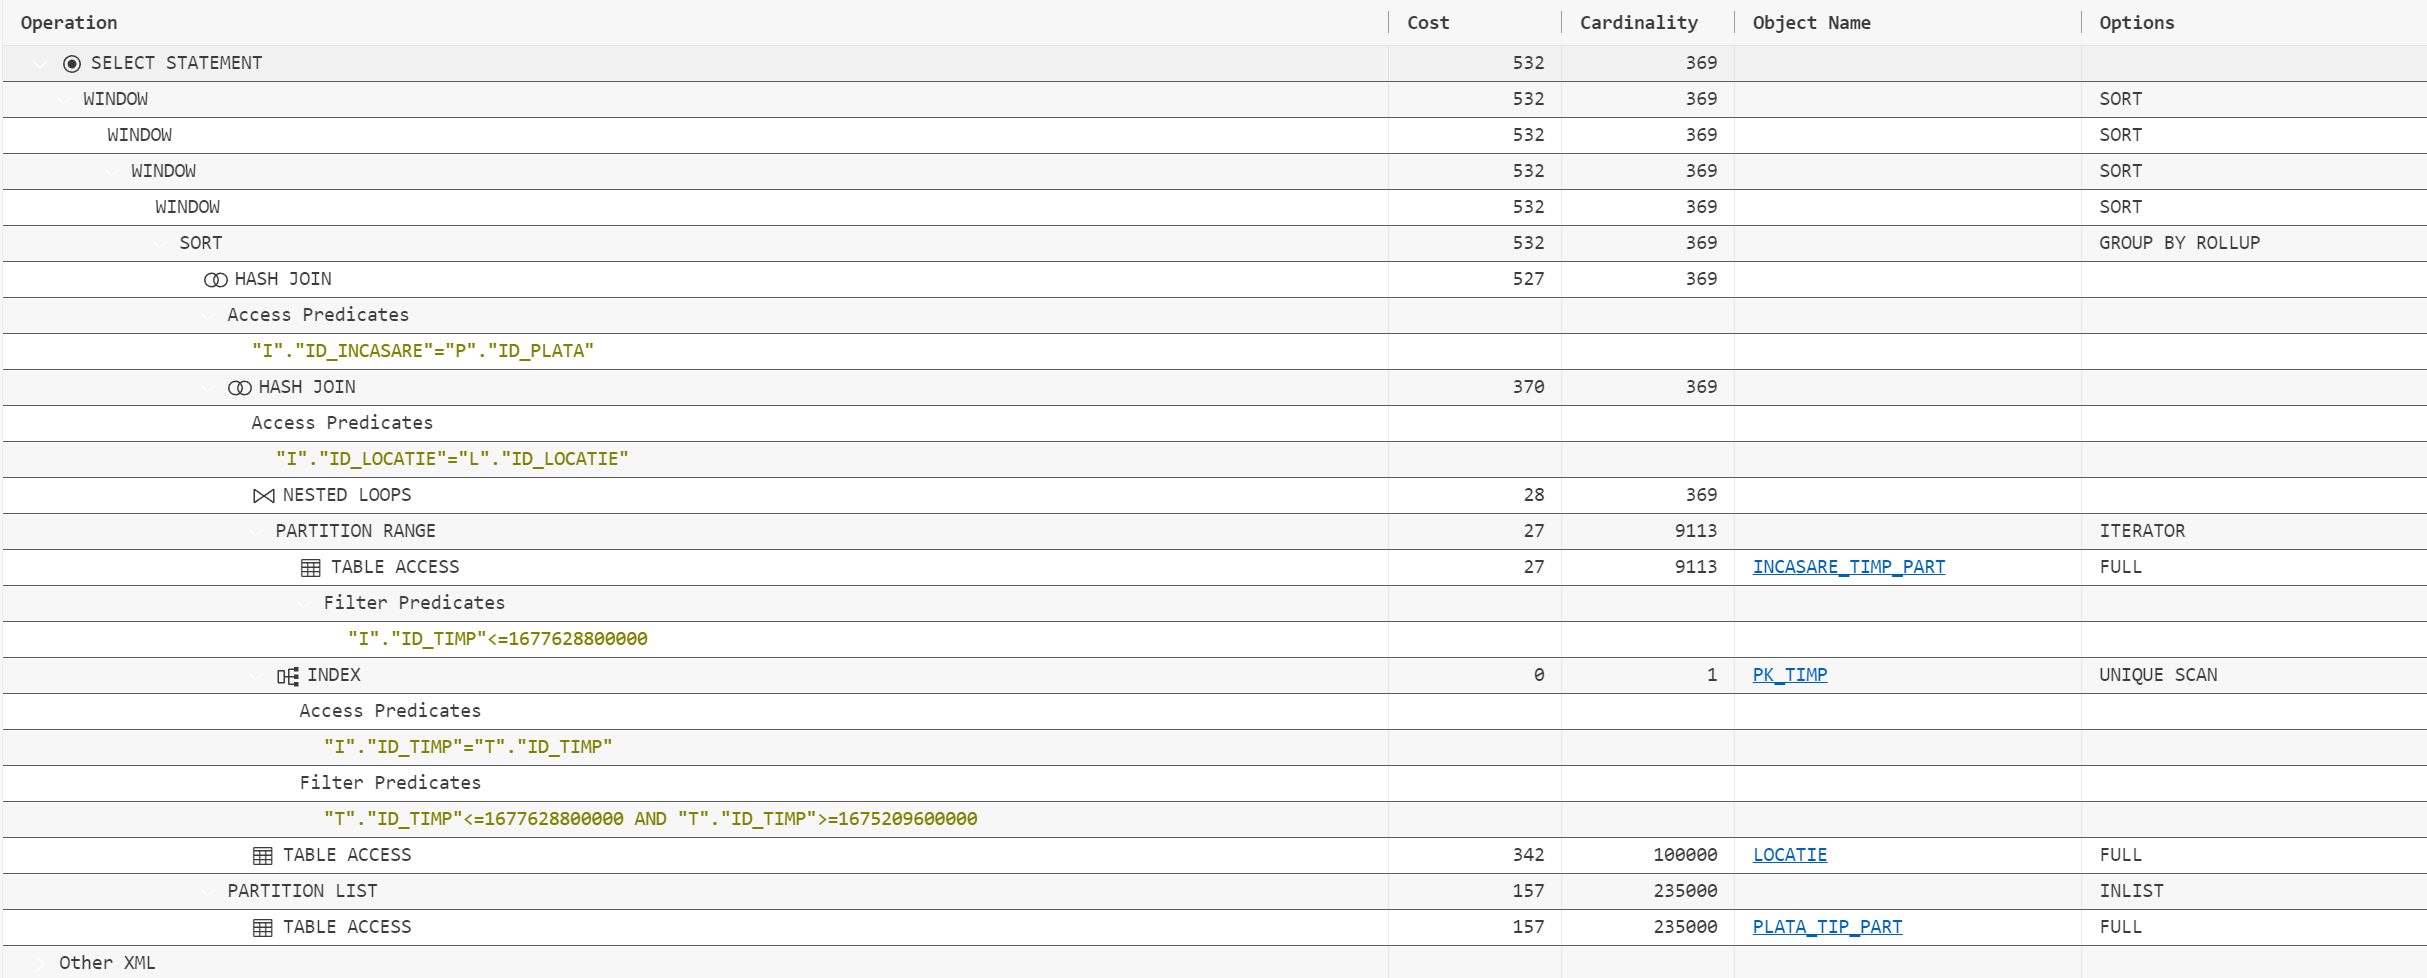 Operation Cost Cardinality Object Name Options
SELECT STATEMENT 532 369
WINDOW 532 369 SORT
WINDOW 532 369 SORT
WINDOW 532 369 SORT
WINDOW 532 369 SORT
SORT 532 369 GROUP BY ROLLUP
HASH JOIN 527 369
Access Predicates
"I"."ID_INCASARE"="P"."ID_PLATA"
HASH JOIN 370 369
Access Predicates
"I"."ID_LOCATIE"="L"."ID_LOCATIE"
NESTED LOOPS 28 369
PARTITION RANGE 27 9113 ITERATOR
TABLE ACCESS 27 9113 INCASARE_TIMP_PART FULL
Filter Predicates
"I"."ID_TIMP"<=1677628800000
INDEX 0 1 PK_TIMP UNIQUE SCAN
Access Predicates
"I"."ID_TIMP"="T"."ID_TIMP"
Filter Predicates
"T"."ID_TIMP"<=1677628800000 AND "T"."ID_TIMP">=1675209600000
TABLE ACCESS 342 100000 LOCATIE FULL
PARTITION LIST 157 235000 INLIST
TABLE ACCESS 157 235000 PLATA_TIP_PART FULL
Other XML